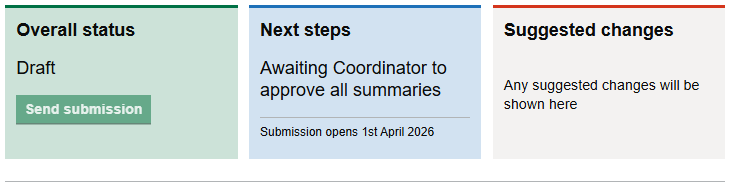 Overall status
Draft
Send submission
Next steps
Awaiting Coordinator to
approve all summaries
Submission opens 1st April 2026
Suggested changes
Any suggested changes will be
shown here